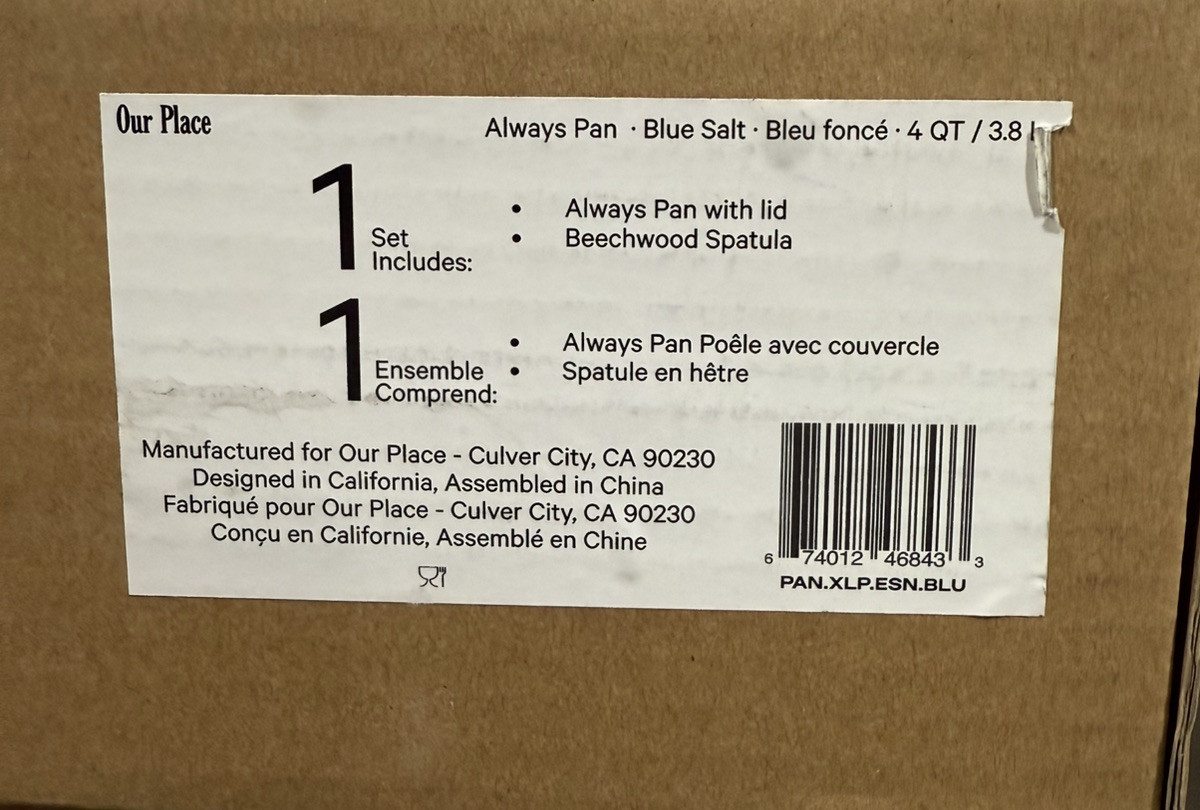 Our Place
Always Pan · Blue Salt · Bleu foncé · 4 QT / 3.8
1 Set Includes:
• Always Pan with lid
• Beechwood Spatula
1 Ensemble Comprend:
• Always Pan Poêle avec couvercle
• Spatule en hêtre
Manufactured for Our Place - Culver City, CA 90230
Designed in California, Assembled in China
Fabriqué pour Our Place - Culver City, CA 90230
Conçu en Californie, Assemblé en Chine
6 74012 46843 3
PAN.XLP.ESN.BLU